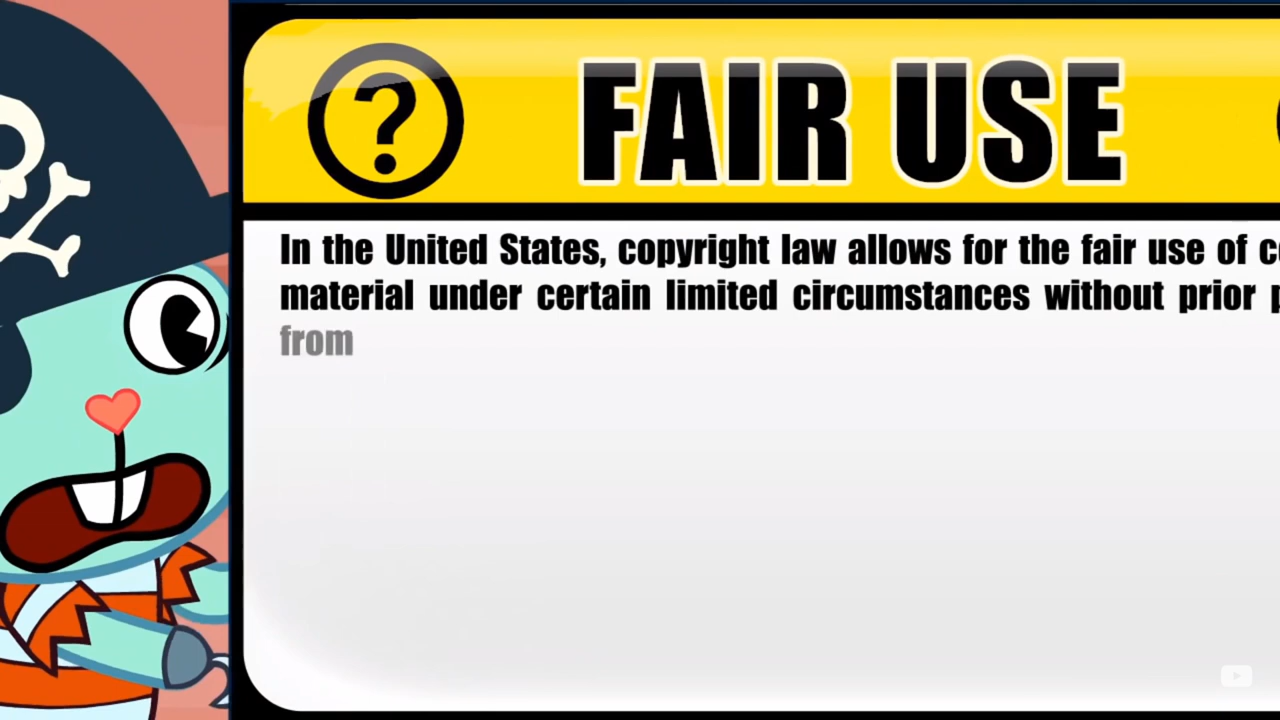 ?
FAIR USE
In the United States, copyright law allows for the fair use of
material under certain limited circumstances without prior
from